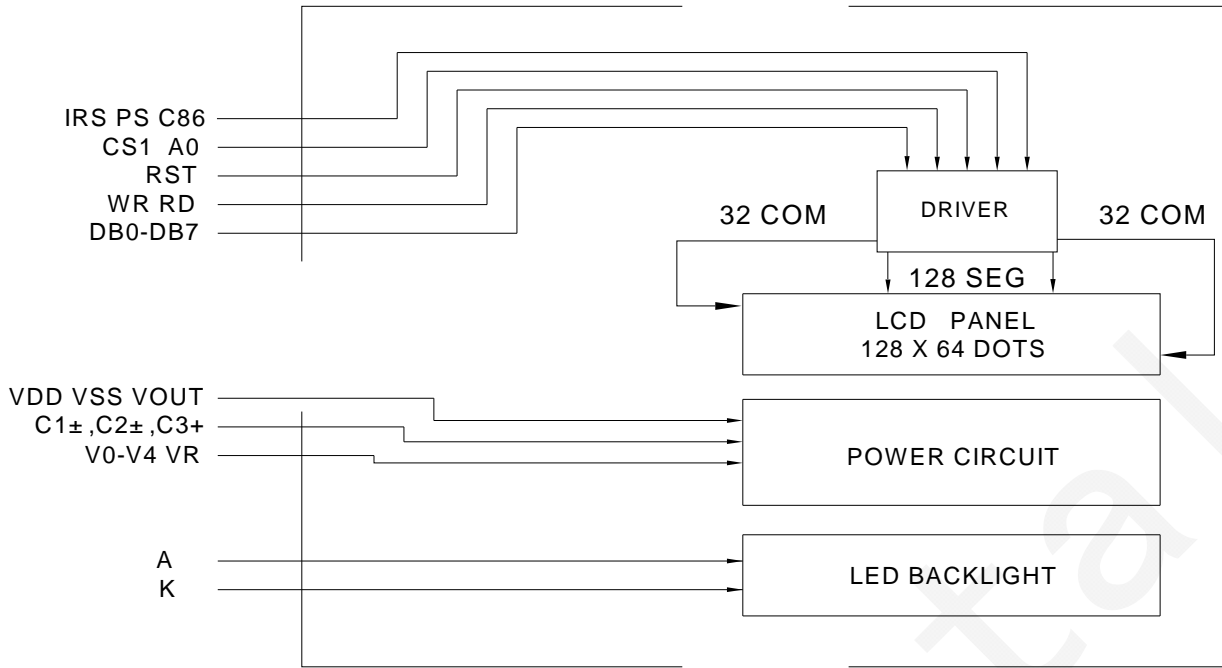 IRS PS C86
CS1 A0
RST
WR RD
DB0-DB7
32 COM
DRIVER
32 COM
128 SEG
LCD PANEL
128 X 64 DOTS
VDD VSS VOUT
C1±,C2±,C3+
V0-V4 VR
POWER CIRCUIT
A
K
LED BACKLIGHT
tal